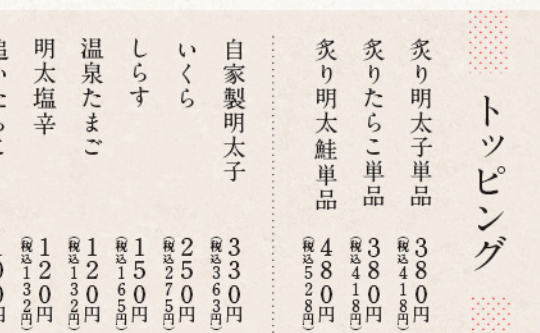 トッピング
炙り明太子単品
380円
(税込418円)
炙りたらこ単品
380円
(税込418円)
炙り明太鮭単品
480円
(税込528円)
自家製明太子
330円
(税込363円)
いくら
250円
(税込275円)
しらす
150円
(税込165円)
温泉たまご
120円
(税込132円)
明太塩辛
120円
(税込132円)